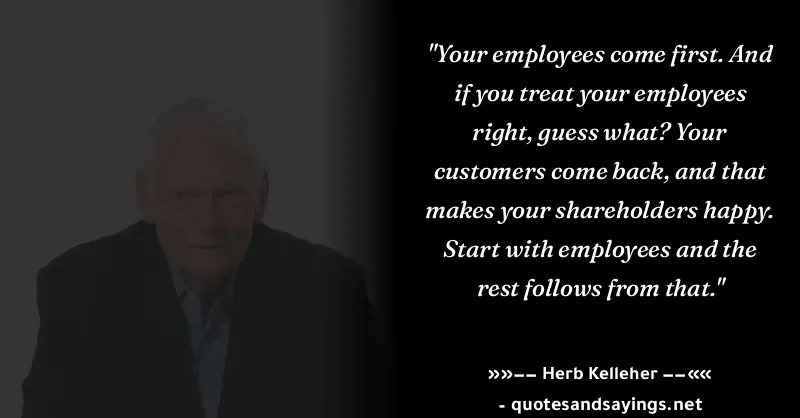 "Your employees come first. And
if you treat your employees
right, guess what? Your
customers come back, and that
makes your shareholders happy.
Start with employees and the
rest follows from that."
»»–– Herb Kelleher ––««
- quotesandsayings.net